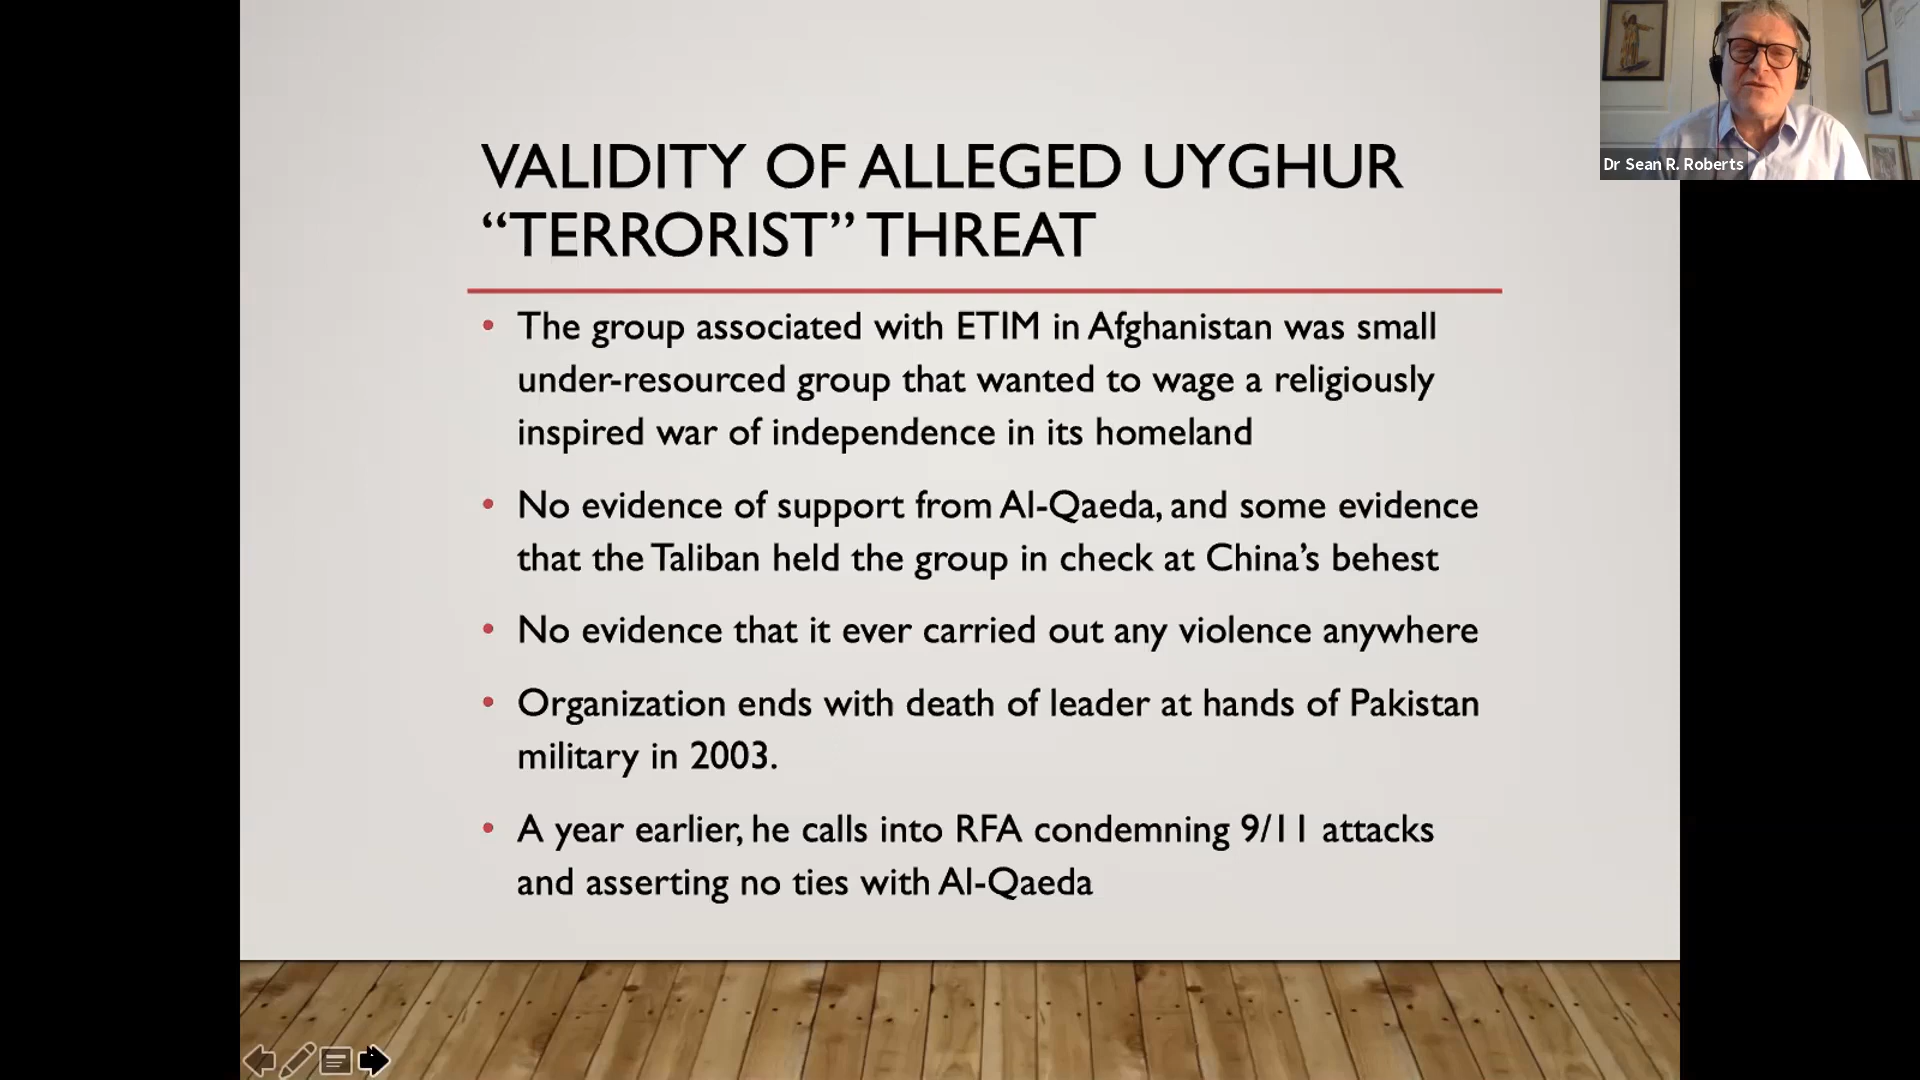 VALIDITY OF ALLEGED UYGHUR
“TERRORIST” THREAT
• The group associated with ETIM in Afghanistan was small
under-resourced group that wanted to wage a religiously
inspired war of independence in its homeland
• No evidence of support from Al-Qaeda, and some evidence
that the Taliban held the group in check at China’s behest
• No evidence that it ever carried out any violence anywhere
• Organization ends with death of leader at hands of Pakistan
military in 2003.
• A year earlier, he calls into RFA condemning 9/11 attacks
and asserting no ties with Al-Qaeda
Dr Sean R. Roberts